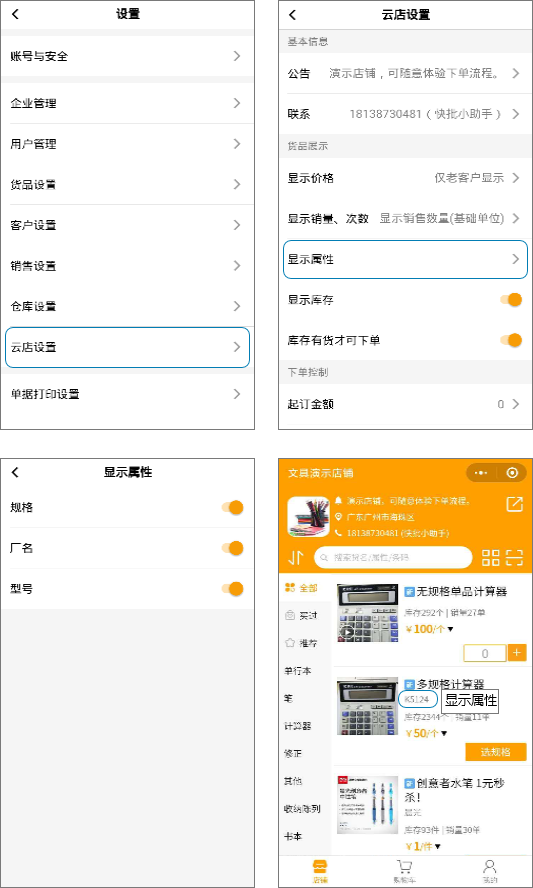 设置
账号与安全
企业管理
用户管理
货品设置
客户设置
销售设置
仓库设置
云店设置
单据打印设置
云店设置
基本信息
公告 演示店铺，可随意体验下单流程。
联系 18138730481（快批小助手）
货品展示
显示价格 仅老客户显示
显示销量、次数 显示销售数量(基础单位)
显示属性
显示库存
库存有货才可下单
下单控制
起订金额 0
显示属性
规格
厂名
型号
文具演示店铺
演示店铺，可随意体验下单流程。
广东广州市海珠区
18138730481 (快批小助手)
搜索货名/属性/条码
全部
买过
推荐
单行本
笔
计算器
修正
其他
收纳陈列
书本
无规格单品计算器
库存292个 | 销量27单
￥100/个
0 +
多规格计算器
K5124
显示属性
库存2344个 | 销量11单
￥50/个
选规格
创意者水笔 1元秒
杀！
晨光
库存93件 | 销量30单
￥1/件
店铺
购物车
我的